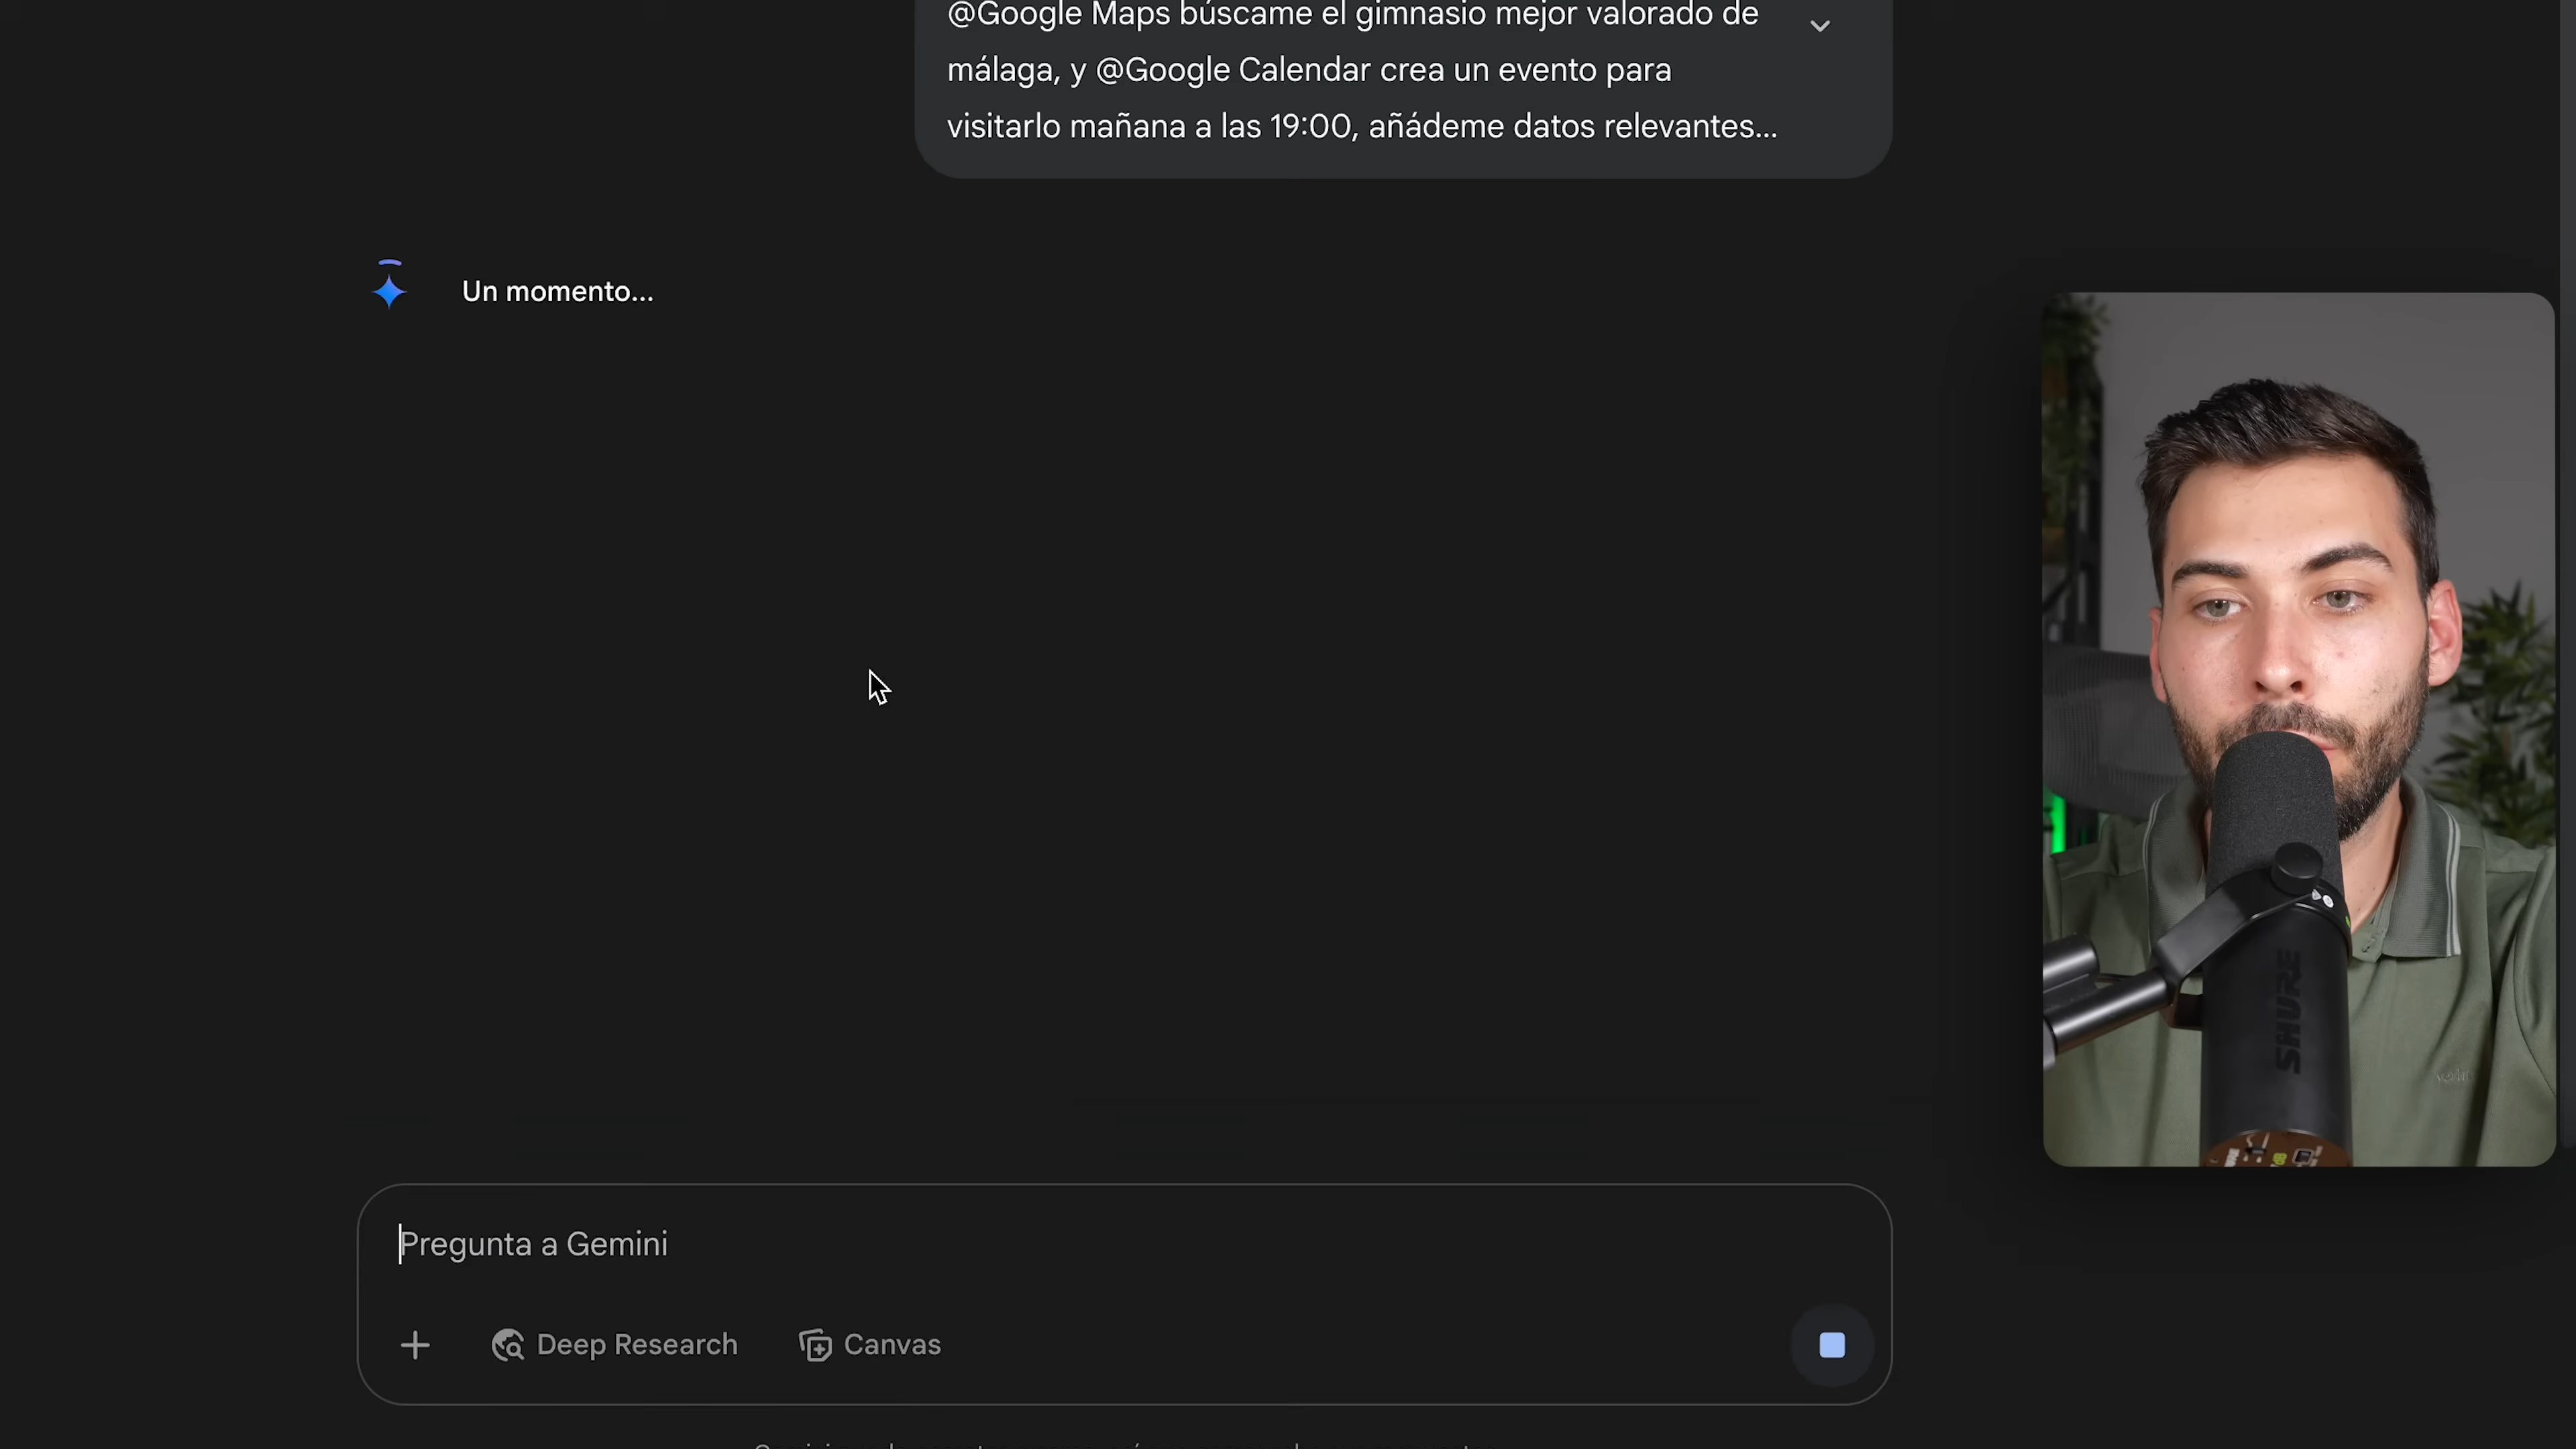 @Google Maps búscame el gimnasio mejor valorado de
málaga, y @Google Calendar crea un evento para
visitarlo mañana a las 19:00, añádeme datos relevantes...
Un momento...
SHURE
Pregunta a Gemini
Deep Research
Canvas